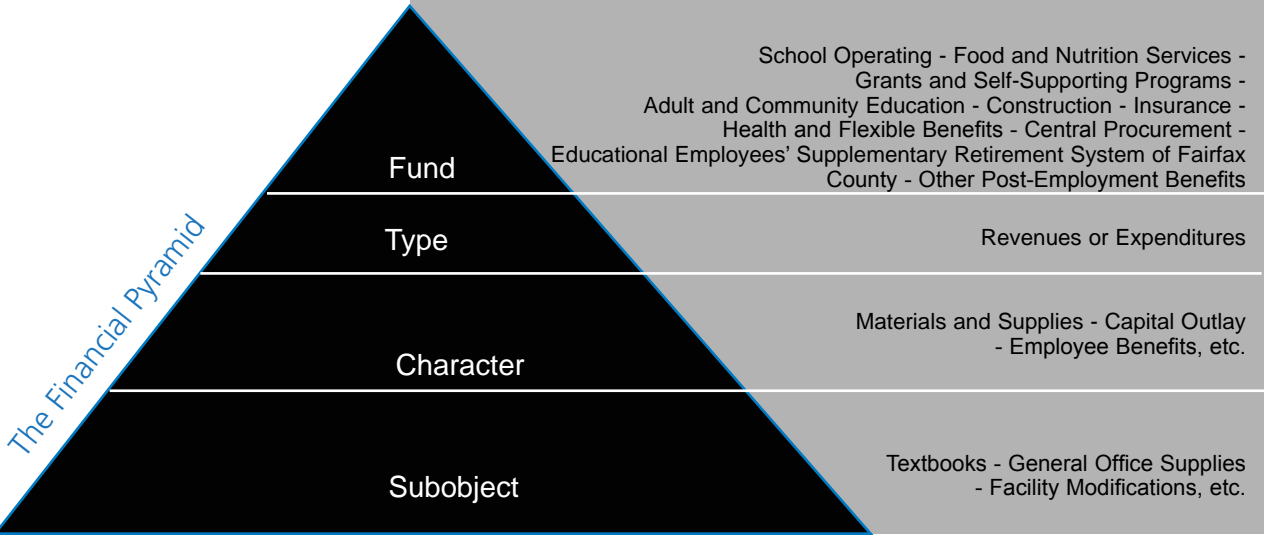 The Financial Pyramid
Fund
School Operating - Food and Nutrition Services -
Grants and Self-Supporting Programs -
Adult and Community Education - Construction - Insurance -
Health and Flexible Benefits - Central Procurement -
Educational Employees’ Supplementary Retirement System of Fairfax
County - Other Post-Employment Benefits
Type
Revenues or Expenditures
Character
Materials and Supplies - Capital Outlay
- Employee Benefits, etc.
Subobject
Textbooks - General Office Supplies
- Facility Modifications, etc.